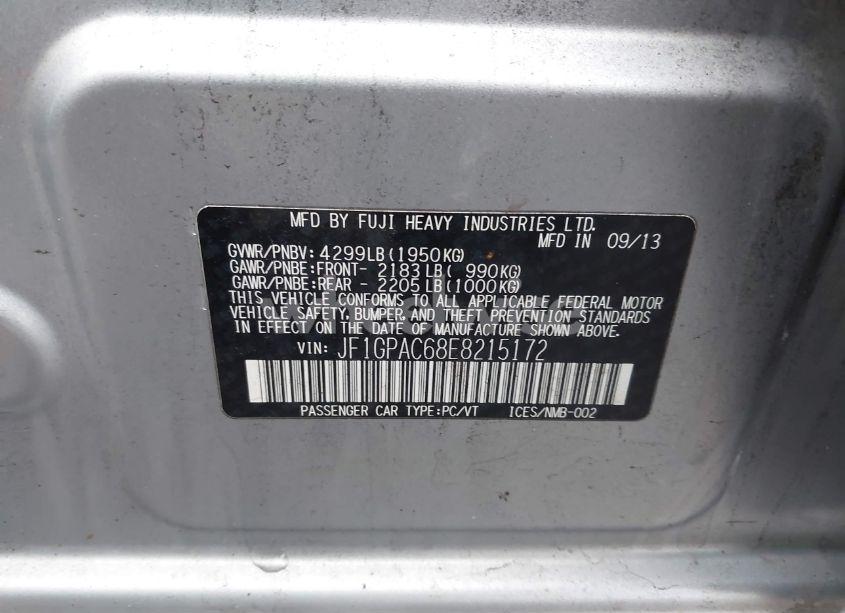 MFD BY FUJI HEAVY INDUSTRIES LTD.
MFD IN 09/13
GVWR/PNBV: 4299LB(1950KG)
GAWR/PNBE:FRONT- 2183LB( 990KG)
GAWR/PNBE:REAR - 2205LB(1000KG)
THIS VEHICLE CONFORMS TO ALL APPLICABLE FEDERAL MOTOR
VEHICLE SAFETY, BUMPER, AND THEFT PREVENTION STANDARDS
IN EFFECT ON THE DATE OF MANUFACTURE SHOWN ABOVE.
VIN: JF1GPAC68E8215172
PASSENGER CAR TYPE:PC/VT ICES/NMB-002